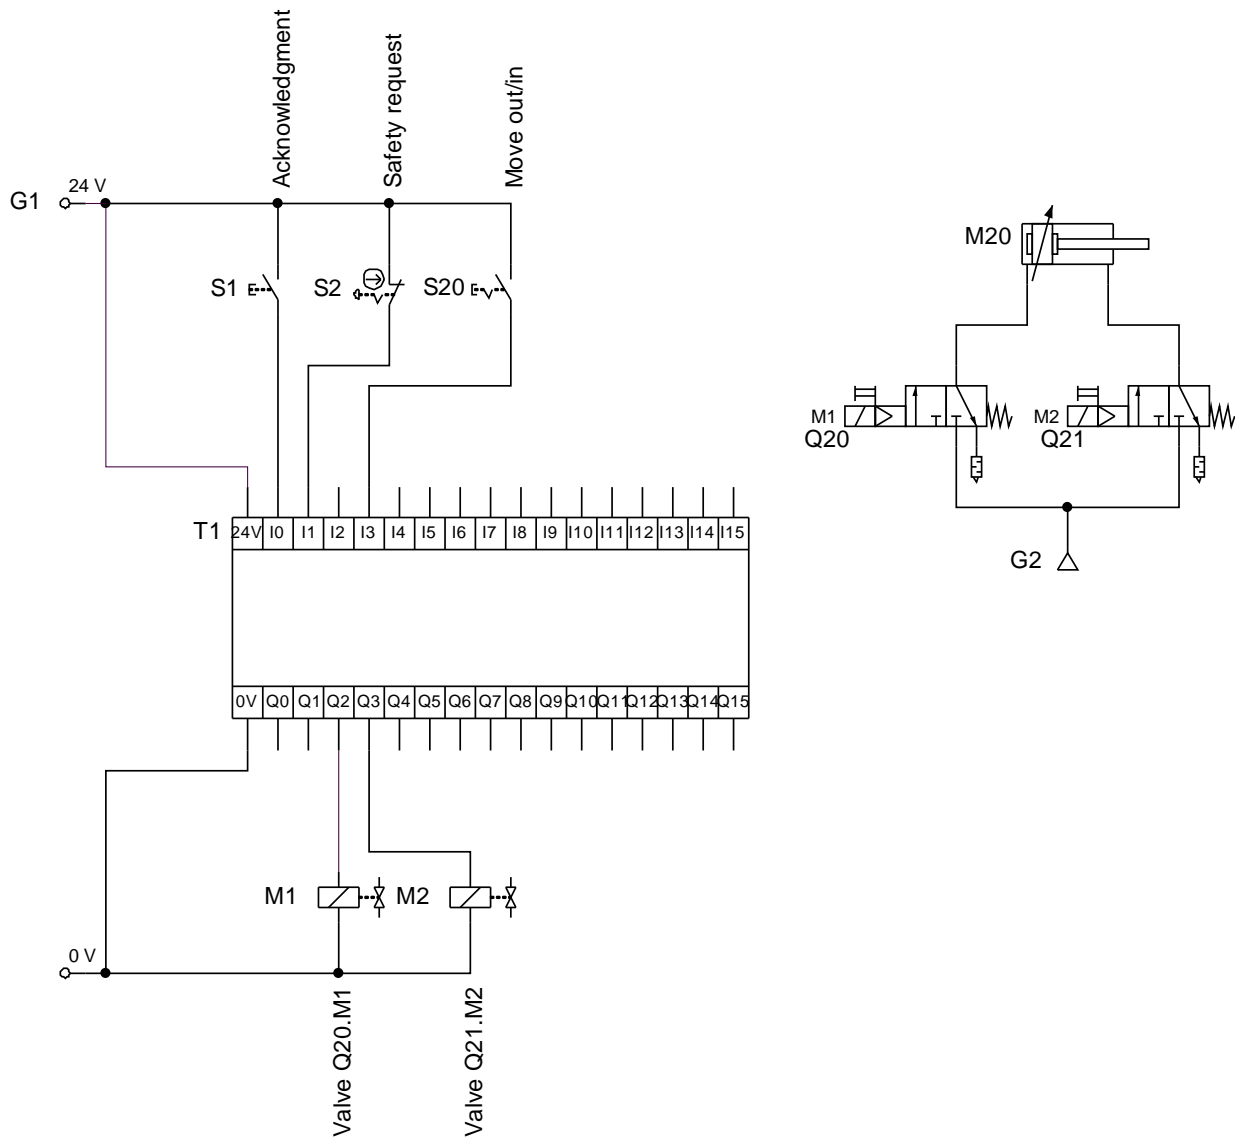 Acknowledgment
Safety request
Move out/in
24 V
G1
S1
S2
S20
M20
M1
Q20
M2
Q21
G2
T1
24V I0 I1 I2 I3 I4 I5 I6 I7 I8 I9 I10 I11 I12 I13 I14 I15
0V Q0 Q1 Q2 Q3 Q4 Q5 Q6 Q7 Q8 Q9 Q10 Q11 Q12 Q13 Q14 Q15
M1
M2
0 V
Valve Q20.M1
Valve Q21.M2